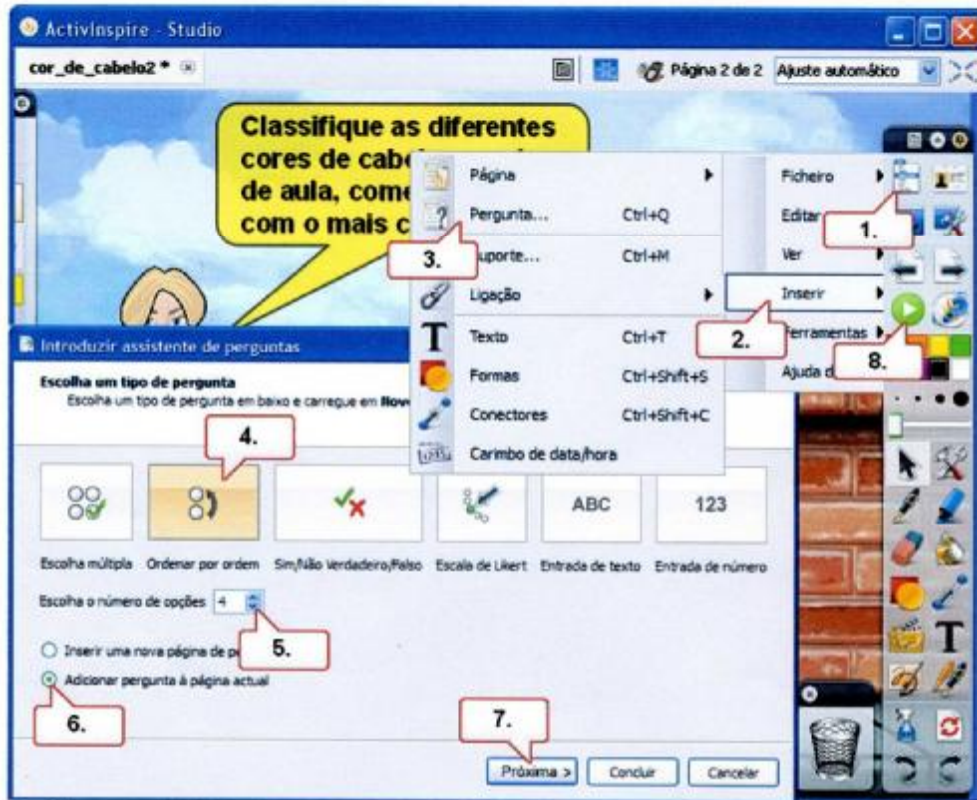 ActivInspire - Studio
cor_de_cabelo2 *
Página 2 de 2
Ajuste automático
Classifique as diferentes
cores de
de aula,
com o mais
Página
Pergunta... Ctrl+Q
Ctrl+M
Ligação
Texto Ctrl+T
Formas Ctrl+Shift+S
Conectores Ctrl+Shift+C
Carimbo de data/hora
Ficheiro
Editar
Ver
Inserir
Ferramentas
Ajuda
1.
2.
3.
8.
Introduzir assistente de perguntas
Escolha um tipo de pergunta
Escolha um tipo de pergunta em baixo e carregue em
4.
ABC
123
Escolha múltipla
Ordenar por ordem
Sim/Não Verdadeiro/Falso
Escala de Likert
Entrada de texto
Entrada de número
Escolha o número de opções 4
5.
Inserir uma nova página de
Adicionar pergunta à página actual
6.
7.
Próxima >
Concluir
Cancelar
T